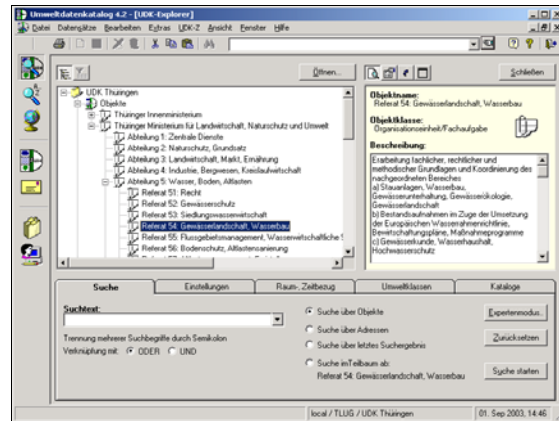 Umweltdatenkatalog 4.2 - [UDK-Explorer]
Datei Datensätze Bearbeiten Extras UDK-Z Ansicht Fenster Hilfe
Öffnen...
Schließen
UDK Thüringen
Objekte
Thüringer Innenministerium
Thüringer Ministerium für Landwirtschaft, Naturschutz und Umwelt
Abteilung 1: Zentrale Dienste
Abteilung 2: Naturschutz, Grundsatz
Abteilung 3: Landwirtschaft, Markt, Ernährung
Abteilung 4: Industrie, Bergwesen, Kreislaufwirtschaft
Abteilung 5: Wasser, Boden, Altlasten
Referat 51: Recht
Referat 52: Gewässerschutz
Referat 53: Siedlungswasserwirtschaft
Referat 54: Gewässerlandschaft, Wasserbau
Referat 55: Flussgebietsmanagement, Wasserwirtschaftliche S
Referat 56: Bodenschutz, Altlastensanierung
Objektname:
Referat 54: Gewässerlandschaft, Wasserbau
Objektklasse:
Organisationseinheit/Fachaufgabe
Beschreibung:
Erarbeitung fachlicher, rechtlicher und
methodischer Grundlagen und Koordinierung des
nachgeordneten Bereiches
a) Stauanlagen, Wasserbau,
Gewässerunterhaltung, Gewässerökologie,
Gewässerlandschaft
b) Bestandsaufnahmen im Zuge der Umsetzung
der Europäischen Wasserrahmenrichtlinie,
Bewirtschaftungspläne, Maßnahmeprogramme
c) Gewässerkunde, Wasserhaushalt,
Hochwasserschutz
Suche Einstellungen Raum-, Zeitbezug Umweltklassen Kataloge
Suchtext:
Trennung mehrerer Suchbegriffe durch Semikolon
Verknüpfung mit: ODER UND
Suche über Objekte
Suche über Adressen
Suche über letztes Suchergebnis
Suche im Teilbaum ab:
Referat 54: Gewässerlandschaft, Wasserbau
Expertenmodus..
Zurücksetzen
Suche starten
local / TLUG / UDK Thüringen 01. Sep 2003, 14:46